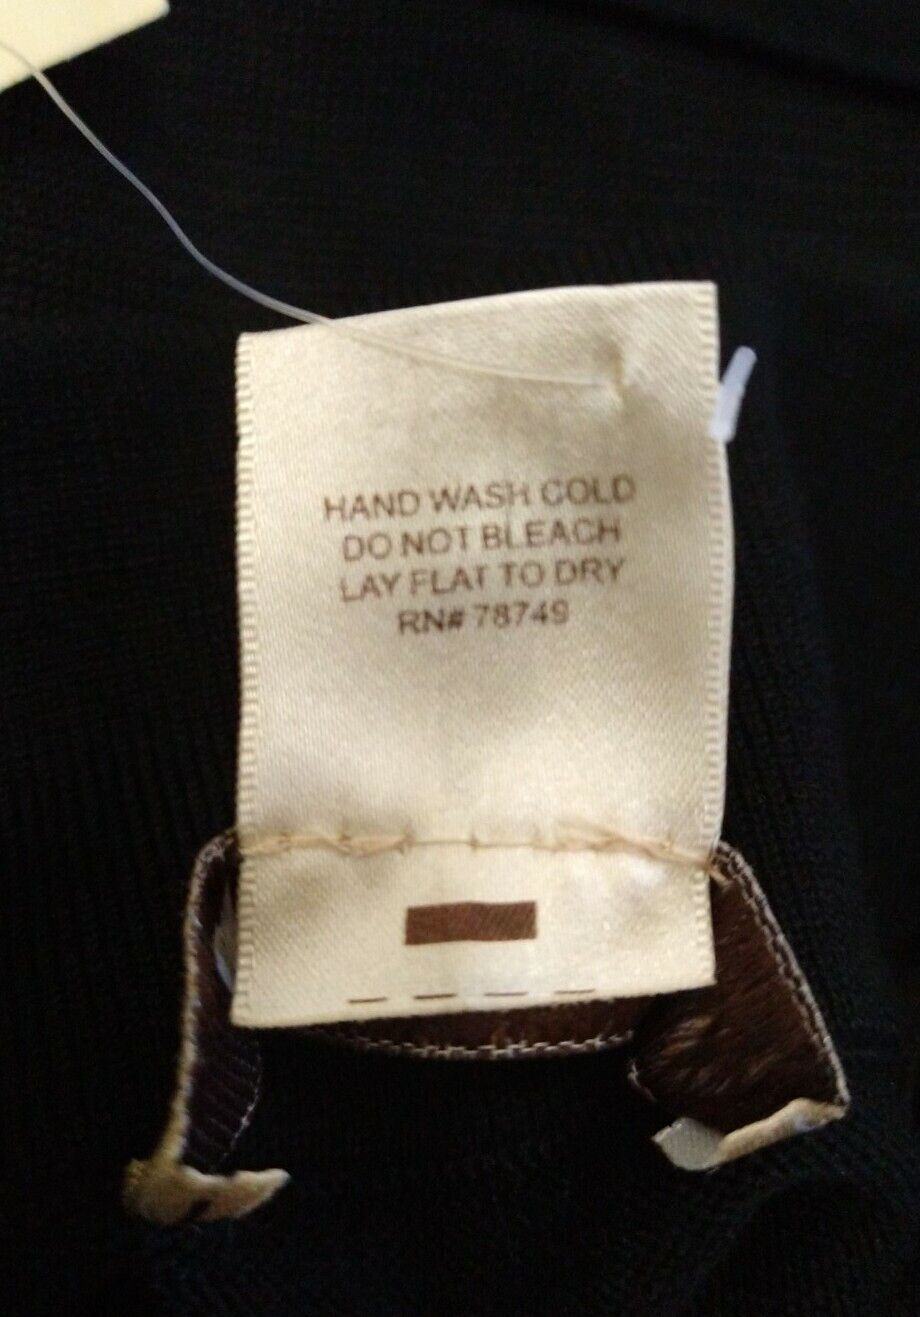 HAND WASH COLD
DO NOT BLEACH
LAY FLAT TO DRY
RN# 78749